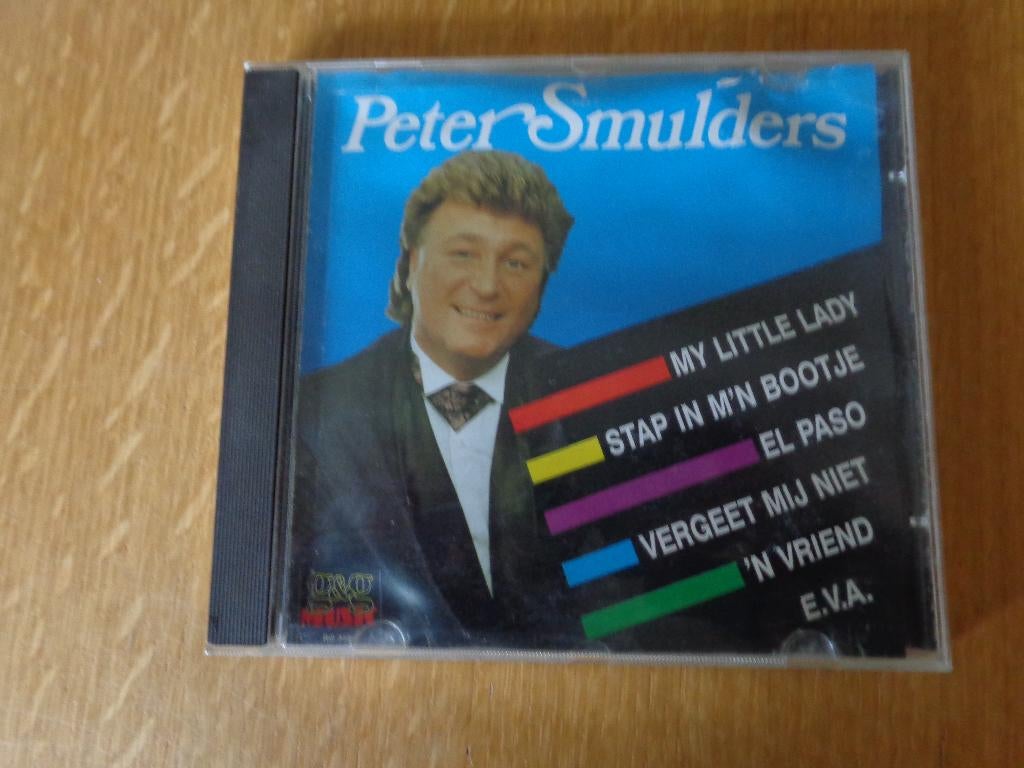 Peter Smulders
MY LITTLE LADY
STAP IN M'N BOOTJE
EL PASO
VERGEET MIJ NIET
'N VRIEND
E.V.A.